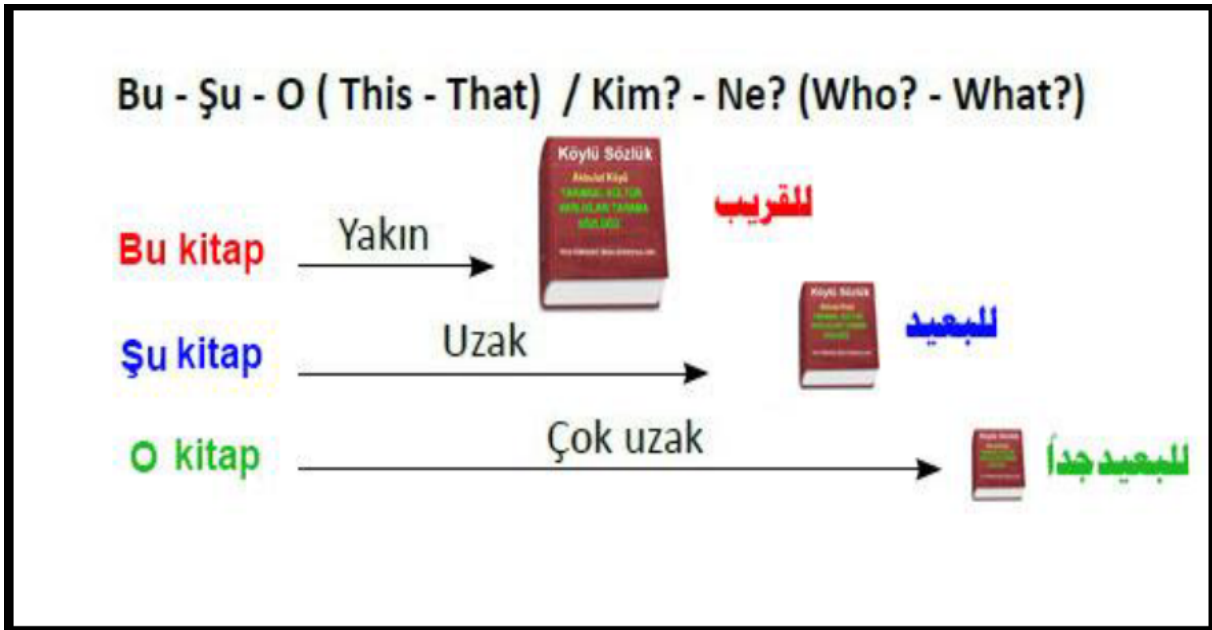 Bu - Şu - O ( This - That) / Kim? - Ne? (Who? - What?)
Köylü Sözlük
Bu kitap
Yakın
للقريب
Şu kitap
Uzak
Köylü Sözlük
للبعيد
O kitap
Çok uzak
للبعيد جداً